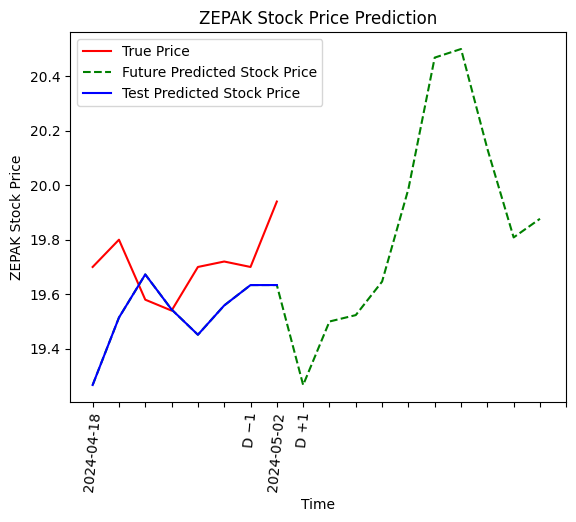 ZEPAK Stock Price Prediction
True Price
Future Predicted Stock Price
Test Predicted Stock Price
ZEPAK Stock Price
20.4
20.2
20.0
19.8
19.6
19.4
2024-04-18
D −1
2024-05-02
D +1
Time